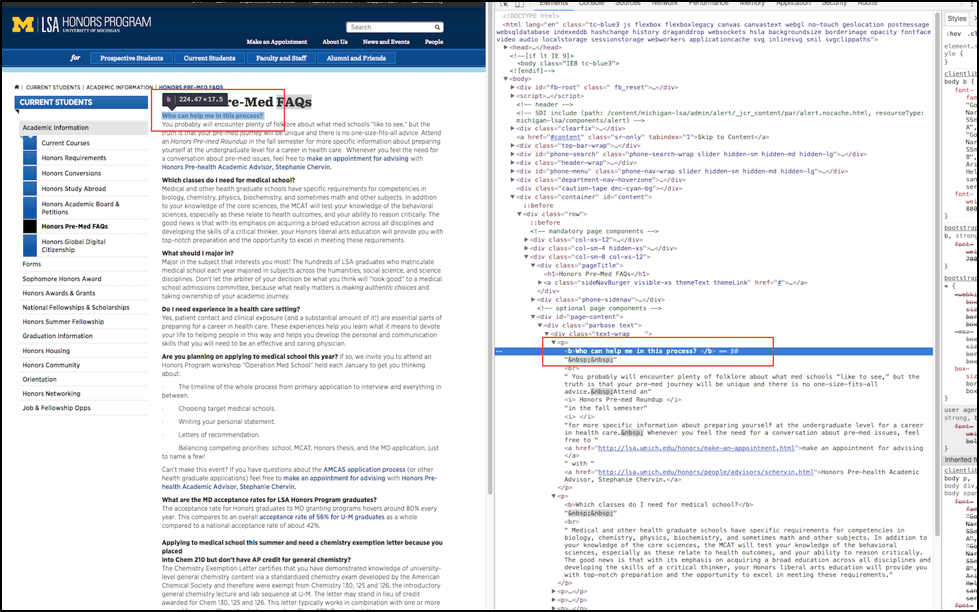 M LSA HONORS PROGRAM
UNIVERSITY OF MICHIGAN
Search
Make an Appointment About Us News and Events People
for Prospective Students Current Students Faculty and Staff Alumni and Friends
CURRENT STUDENTS ACADEMIC INFORMATION HONORS PRE-MED FAQS
CURRENT STUDENTS
Academic Information
Current Courses
Honors Requirements
Honors Conversions
Honors Study Abroad
Honors Academic Board &
Petitions
Honors Pre-Med FAQs
Honors Global Digital
Citizenship
Forms
Sophomore Honors Award
Honors Awards & Grants
National Fellowships & Scholarships
Honors Summer Fellowship
Graduation Information
Honors Housing
Honors Community
Orientation
Honors Networking
Job & Fellowship Opps
b 224.47×17.5
re-Med FAQs
Who can help me in this process?
You probably will encounter plenty of folklore about what med schools "like to see", but the
truth is that your pre-med journey will be unique and there is no one-size-fits-all advice. Attend
an Honors Pre-med Roundup in the fall semester for more specific information about preparing
yourself at the undergraduate level for a career in health care. Whenever you feel the need for
a conversation about pre-med issues, feel free to make an appointment for advising with
Honors Pre-health Academic Advisor, Stephanie Chervin.
Which classes do I need for medical school?
Medical and other health graduate schools have specific requirements for competencies in
biology, chemistry, physics, biochemistry, and sometimes math and other subjects. In addition
to your knowledge of the core sciences, the MCAT will test your knowledge of the behavioral
sciences, especially as these relate to health outcomes, and your ability to reason critically. The
good news is that with its emphasis on acquiring a broad education across all disciplines and
developing the skills of a critical thinker, your Honors liberal arts education will provide you with
top-notch preparation and the opportunity to excel in meeting these requirements.
What should I major in?
Major in the subject that interests you most! The hundreds of LSA graduates who matriculate
medical school each year majored in subjects across the humanities, social science, and science
disciplines. Don't let the arbiter of your decision be what you think will "look good" to a medical
school admissions committee, because what really matters is making authentic choices and
taking ownership of your academic journey.
Do I need experience in a health care setting?
Yes, patient contact and clinical exposure (and a substantial amount of it!) are essential parts of
preparing for a career in health care. These experiences help you learn what it means to devote
your life to helping people in this way and helps you develop the personal and communication
skills that you will need to be an effective and caring physician.
Are you planning on applying to medical school this year? If so, we invite you to attend an
Honors Program workshop "Operation Med School" held each January to get you thinking
about:
· The timeline of the whole process from primary application to interview and everything in
between.
· Choosing target medical schools.
· Writing your personal statement.
· Letters of recommendation.
· Balancing competing priorities: school, MCAT, Honors thesis, and the MD application, just
to name a few!
Can't make this event? If you have questions about the AMCAS application process (or other
health graduate applications) feel free to make an appointment for advising with Honors Pre-
health Academic Advisor, Stephanie Chervin.
What are the MD acceptance rates for LSA Honors Program graduates?
The acceptance rate for Honors graduates to MD granting programs hovers around 80% every
year. This compares to an overall acceptance rate of 56% for U-M graduates as a whole
compared to a national acceptance rate of about 42%.
Applying to medical school this summer and need a chemistry exemption letter because you
placed
into Chem 210 but don't have AP credit for general chemistry?
The Chemistry Exemption Letter certifies that you have demonstrated knowledge of university-
level general chemistry content via a standardized chemistry exam developed by the American
Chemical Society and therefore were exempt from Chemistry 130, 125 and 126, the introductory
general chemistry lecture and lab sequence at U-M. The letter may stand in lieu of credit
awarded for Chem 130, 125 and 126. This letter typically works in combination with one or more
Elements Console Sources Network Performance Memory Application Security Audits
<!DOCTYPE html>
<html lang="en" class="tc-blue3 js flexbox flexboxlegacy canvas canvastext webgl no-touch geolocation postmessage
websqldatabase indexeddb hashchange history draganddrop websockets rgba hsla backgroundsize borderimage borderradius
video audio localstorage sessionstorage webworkers applicationcache svg inlinesvg smil svgclippaths">
<head>…</head>
<!--[if lt IE 9]>
<body class="IE8 tc-blue3">
<![endif]-->
<body>
<div id="fb-root" class=" fb_reset">…</div>
<script>…</script>
<!-- header -->
<!-- SDI include (path: /content/michigan-lsa/admin/alert/_jcr_content/par/alert.nocache.html, resourceType:
michigan-lsa/components/alert) -->
<div class="clearfix">…</div>
<a href="#content" class="sr-only" tabindex="1">Skip to Content</a>
<div class="top-bar-wrap">…</div>
<div id="phone-search" class="phone-search-wrap slider hidden-sm hidden-md hidden-lg">…</div>
<div class="header-wrap">…</div>
<div id="phone-menu" class="phone-nav-wrap slider hidden-sm hidden-md hidden-lg">…</div>
<div class="department-nav-horizontal">…</div>
<div class="caution-tape dmc-cyan-bg"></div>
<div class="container" id="content">
::before
<div class="row">
::before
<!-- mandatory page components -->
<div class="col-xs-12">…</div>
<div class="col-sm-4 hidden-xs">…</div>
<div class="col-sm-8 col-xs-12">
<div class="pageTitle">
<h1>Honors Pre-Med FAQs</h1>
<a class="sideNavBurger visible-xs themeText themeLink" href="#">…</a>
</div>
<div class="phone-sidenav">…</div>
<!-- optional page components -->
<div id="page-content">
<div class="parbase text">
<div class="text-wrap ">
<p>
<b>Who can help me in this process? </b> == $0
"&nbsp;&nbsp;"
<br>
" You probably will encounter plenty of folklore about what med schools "like to see," but the
truth is that your pre-med journey will be unique and there is no one-size-fits-all
advice.&nbsp;Attend an"
<i> Honors Pre-med Roundup </i>
"in the fall semester"
<i> </i>
"for more specific information about preparing yourself at the undergraduate level for a career
in health care.&nbsp; Whenever you feel the need for a conversation about pre-med issues, feel
free to "
<a href="http://lsa.umich.edu/honors/make-an-appointment.html">make an appointment for advising
</a>
" with "
<a href="http://lsa.umich.edu/honors/people/advisors/schervin.html">Honors Pre-health Academic
Advisor, Stephanie Chervin.</a>
</p>
<p>
<b>Which classes do I need for medical school?</b>
"&nbsp;&nbsp;"
<br>
" Medical and other health graduate schools have specific requirements for competencies in
biology, chemistry, physics, biochemistry, and sometimes math and other subjects. In addition to
your knowledge of the core sciences, the MCAT will test your knowledge of the behavioral
sciences, especially as these relate to health outcomes, and your ability to reason critically.
The good news is that with its emphasis on acquiring a broad education across all disciplines and
developing the skills of a critical thinker, your Honors liberal arts education will provide you
with top-notch preparation and the opportunity to excel in meeting these requirements."
</p>
<p>…</p>
<p>…</p>
Styles
:hov